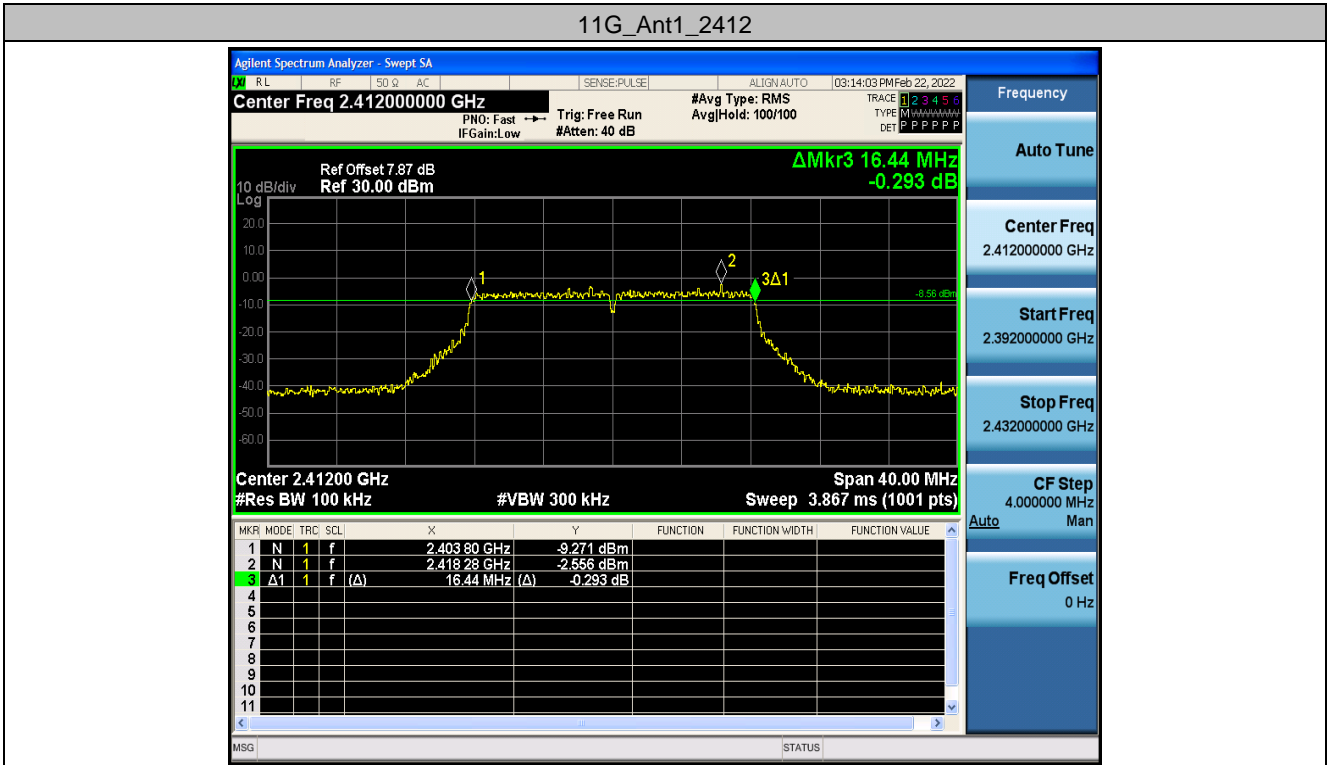 11G_Ant1_2412
Agilent Spectrum Analyzer - Swept SA
LXI RL RF 50 Ω AC SENSE:PULSE ALIGN AUTO 03:14:03 PM Feb 22, 2022
Center Freq 2.412000000 GHz #Avg Type: RMS TRACE 1 2 3 4 5 6
PNO: Fast Trig: Free Run Avg|Hold: 100/100 TYPE M WWWWW
IFGain:Low #Atten: 40 dB DET P P P P P P
Frequency
Auto Tune
Center Freq
2.412000000 GHz
Start Freq
2.392000000 GHz
Stop Freq
2.432000000 GHz
CF Step
4.000000 MHz
Auto Man
Freq Offset
0 Hz
ΔMkr3 16.44 MHz
-0.293 dB
Ref Offset 7.87 dB
10 dB/div Ref 30.00 dBm
Log
20.0
10.0
0.00
-10.0
-20.0
-30.0
-40.0
-50.0
-60.0
1
2
3Δ1
-8.56 dBm
Center 2.41200 GHz Span 40.00 MHz
#Res BW 100 kHz #VBW 300 kHz Sweep 3.867 ms (1001 pts)
MKR MODE TRC SCL X Y FUNCTION FUNCTION WIDTH FUNCTION VALUE
1 N 1 f 2.403 80 GHz -9.271 dBm
2 N 1 f 2.418 28 GHz -2.556 dBm
3 Δ1 1 f (Δ) 16.44 MHz (Δ) -0.293 dB
4
5
6
7
8
9
10
11
MSG STATUS